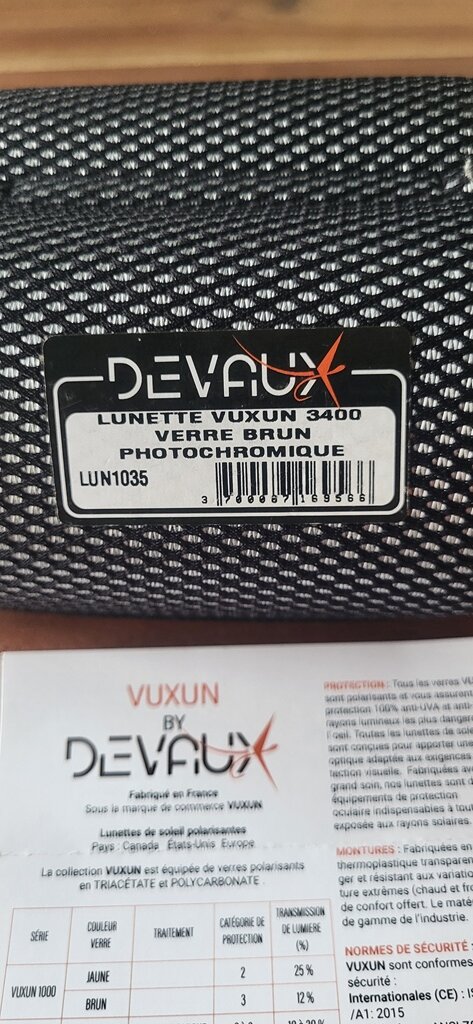 DEVAUX
LUNETTE VUXUN 3400
VERRE BRUN
PHOTOCHROMIQUE
LUN1035
3 700087 169566
VUXUN
BY
DEVAUX
Fabriqué en France
Sous la marque de commerce VUXUN
Lunettes de soleil polarisantes
Pays : Canada États-Unis Europe
La collection VUXUN est équipée de verres polarisants
en TRIACÉTATE et POLYCARBONATE .
SÉRIE
COULEUR
VERRE
TRAITEMENT
CATÉGORIE DE
PROTECTION
TRANSMISSION
DE LUMIÈRE
(%)
VUXUN 1000
JAUNE
2
25 %
BRUN
3
12 %
PROTECTION : Tous les verres
sont polarisants et vous assurent
protection 100% anti-UVA et anti-
rayons lumineux les plus danger
l'oeil. Toutes les lunettes de sole
sont conçues pour apporter une
optique adaptée aux exigences
tection visuelle. Fabriquées av
grand soin, nos lunettes sont d
équipements de protection
oculaire indispensables à tou
exposée aux rayons solaires.
MONTURES : Fabriquées en
thermoplastique transparen
ger et résistant aux variatio
ture extrêmes (chaud et fro
de confort offert. Le maté
de gamme de l'industrie.
NORMES DE SÉCURITÉ :
VUXUN sont conformes
sécurité :
Internationales (CE) : IS
/A1: 2015